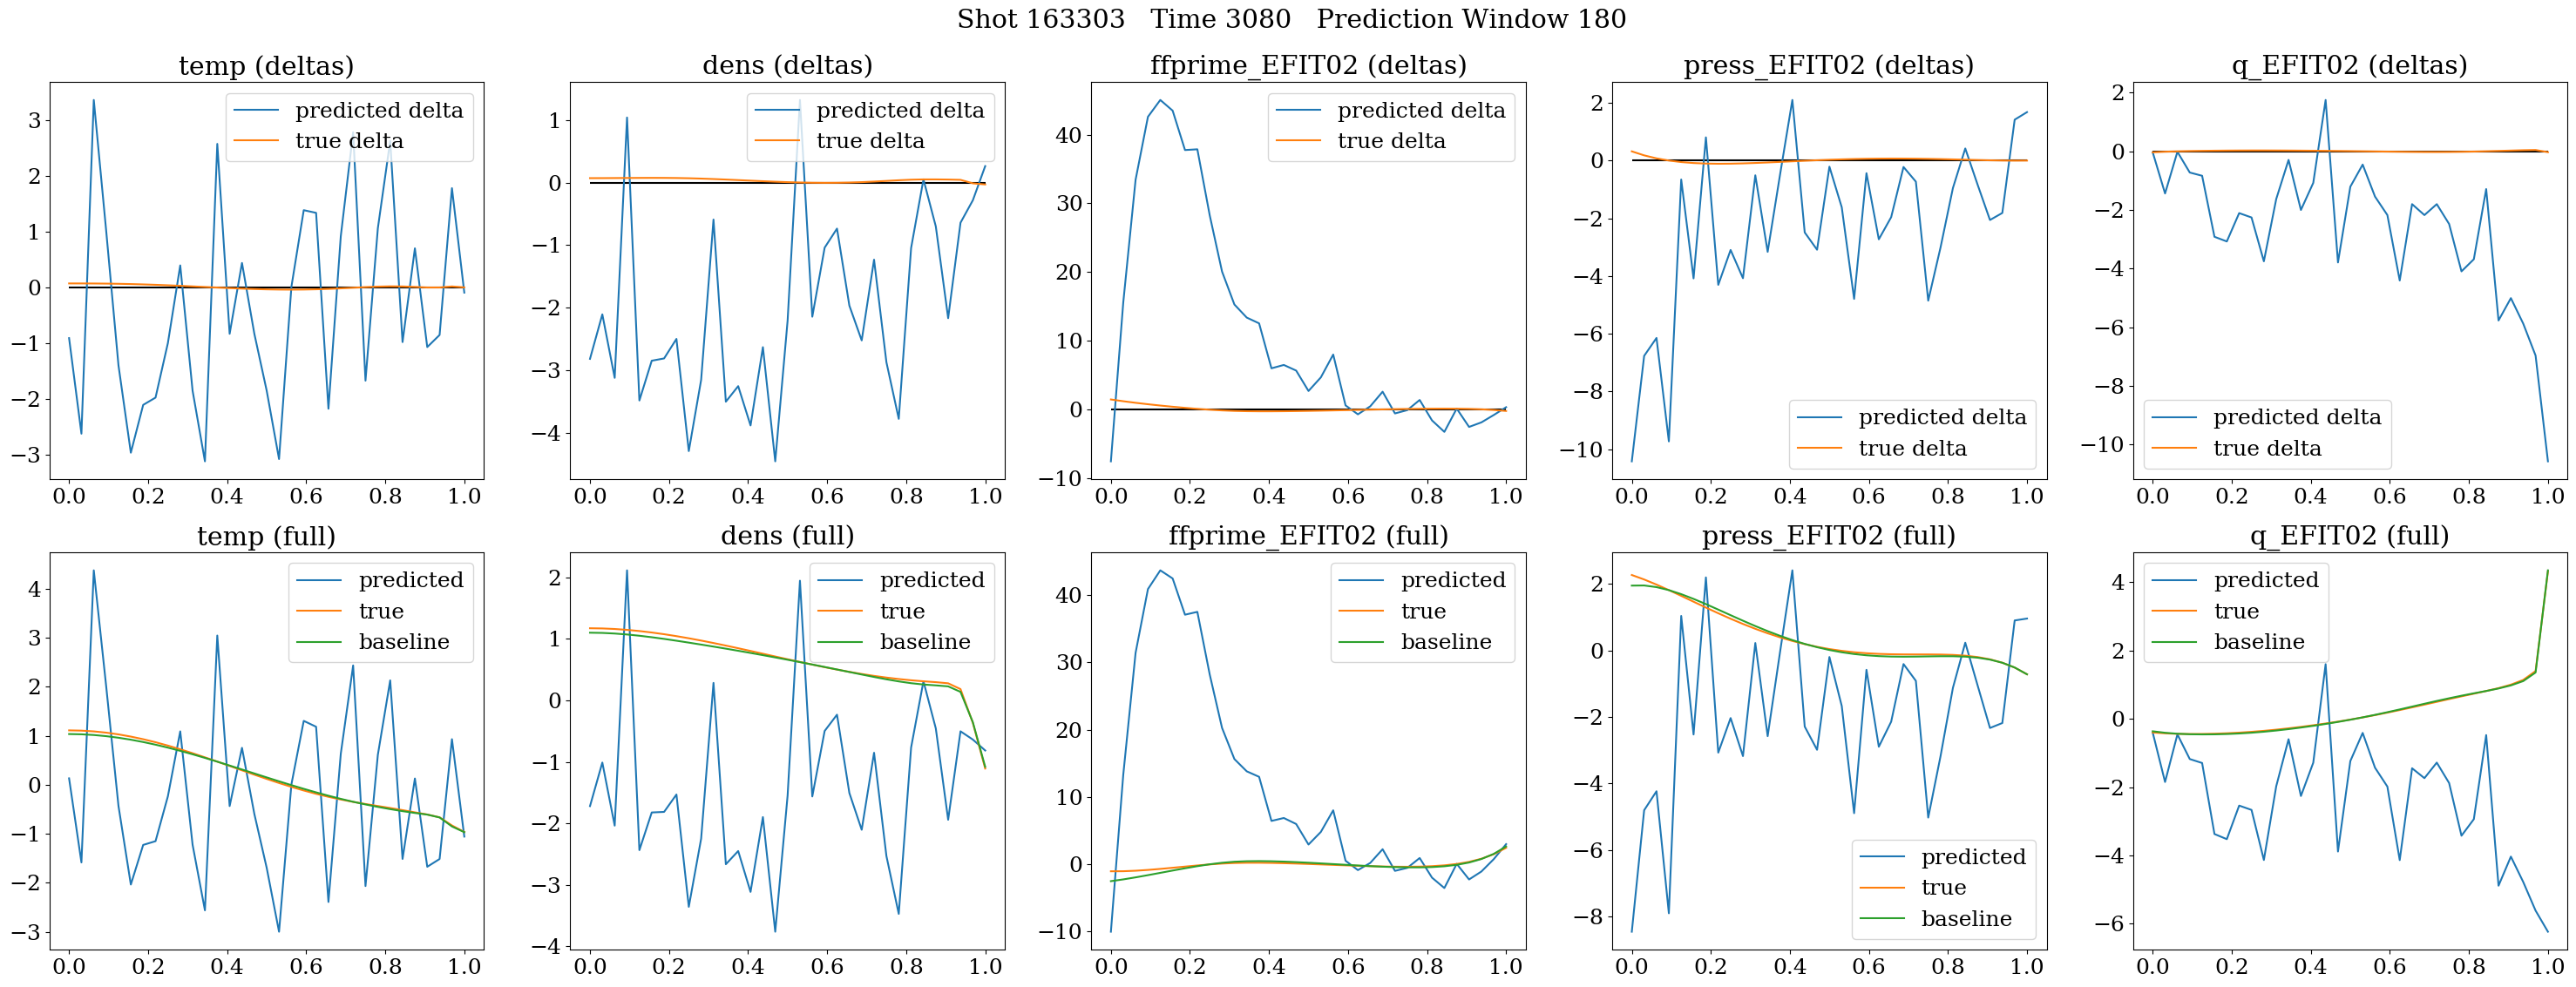 Shot 163303   Time 3080   Prediction Window 180
temp (deltas)
3
2
1
0
−1
−2
−3
0.0 0.2 0.4 0.6 0.8 1.0
predicted delta
true delta
dens (deltas)
1
0
−1
−2
−3
−4
0.0 0.2 0.4 0.6 0.8 1.0
predicted delta
true delta
ffprime_EFIT02 (deltas)
40
30
20
10
0
−10
0.0 0.2 0.4 0.6 0.8 1.0
predicted delta
true delta
press_EFIT02 (deltas)
2
0
−2
−4
−6
−8
−10
0.0 0.2 0.4 0.6 0.8 1.0
predicted delta
true delta
q_EFIT02 (deltas)
2
0
−2
−4
−6
−8
−10
0.0 0.2 0.4 0.6 0.8 1.0
predicted delta
true delta
temp (full)
4
3
2
1
0
−1
−2
−3
0.0 0.2 0.4 0.6 0.8 1.0
predicted
true
baseline
dens (full)
2
1
0
−1
−2
−3
−4
0.0 0.2 0.4 0.6 0.8 1.0
predicted
true
baseline
ffprime_EFIT02 (full)
40
30
20
10
0
−10
0.0 0.2 0.4 0.6 0.8 1.0
predicted
true
baseline
press_EFIT02 (full)
2
0
−2
−4
−6
−8
0.0 0.2 0.4 0.6 0.8 1.0
predicted
true
baseline
q_EFIT02 (full)
4
2
0
−2
−4
−6
0.0 0.2 0.4 0.6 0.8 1.0
predicted
true
baseline